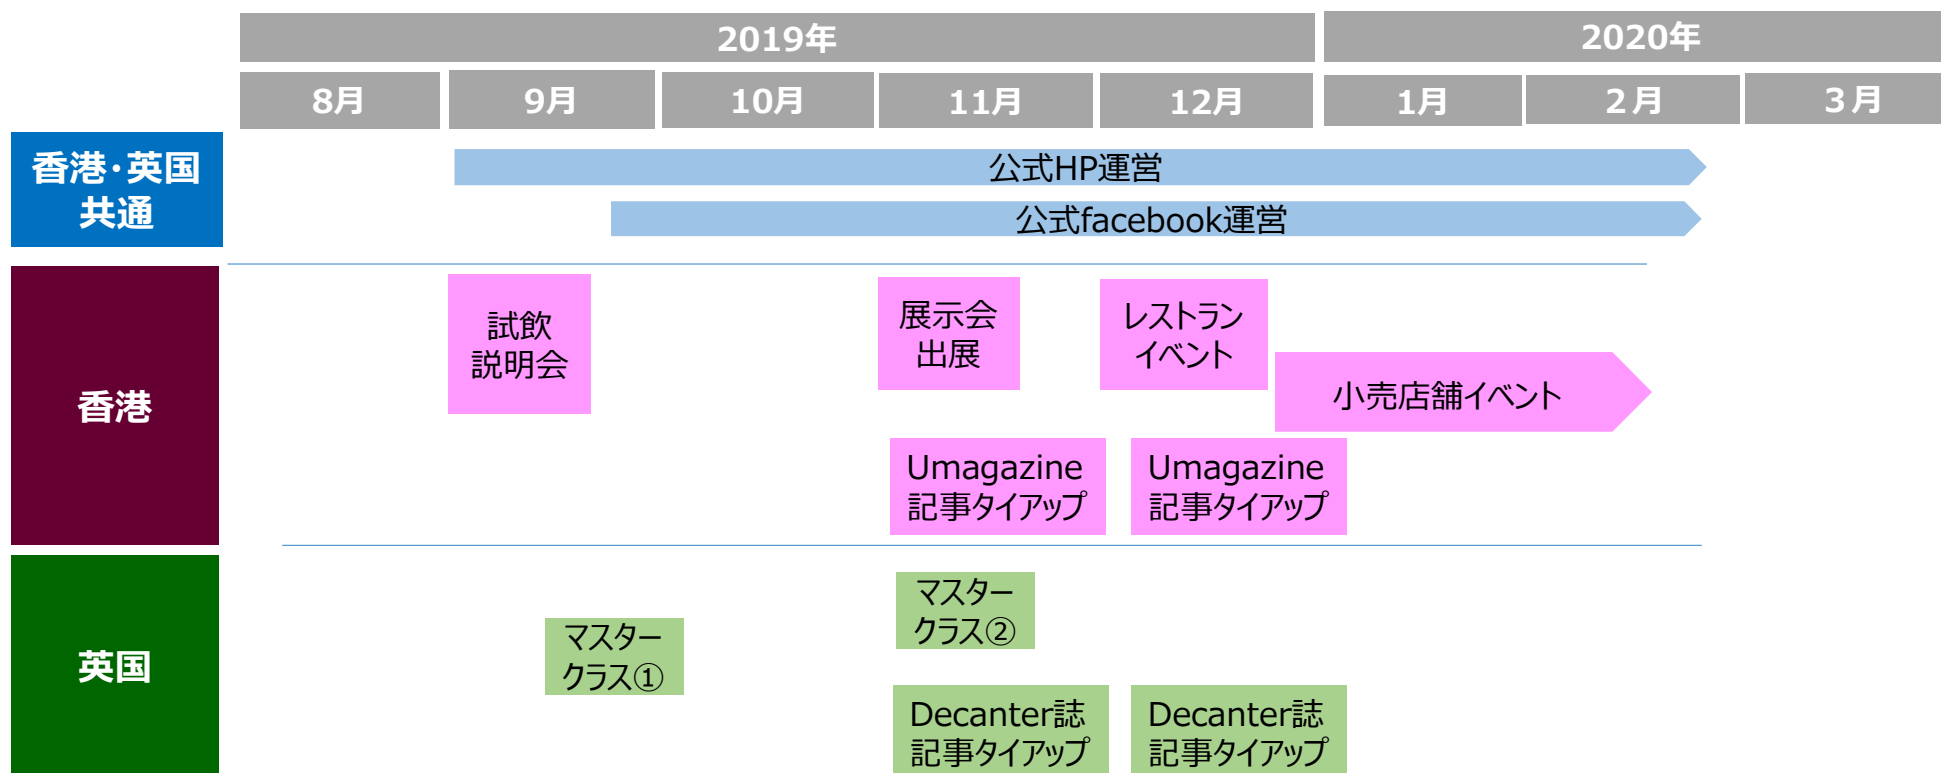 2019年
2020年
8月
9月
10月
11月
12月
1月
２月
３月
香港・英国
共通
公式HP運営
公式facebook運営
香港
試飲
説明会
展示会
出展
レストラン
イベント
小売店舗イベント
Umagazine
記事タイアップ
Umagazine
記事タイアップ
英国
マスター
クラス①
マスター
クラス②
Decanter誌
記事タイアップ
Decanter誌
記事タイアップ